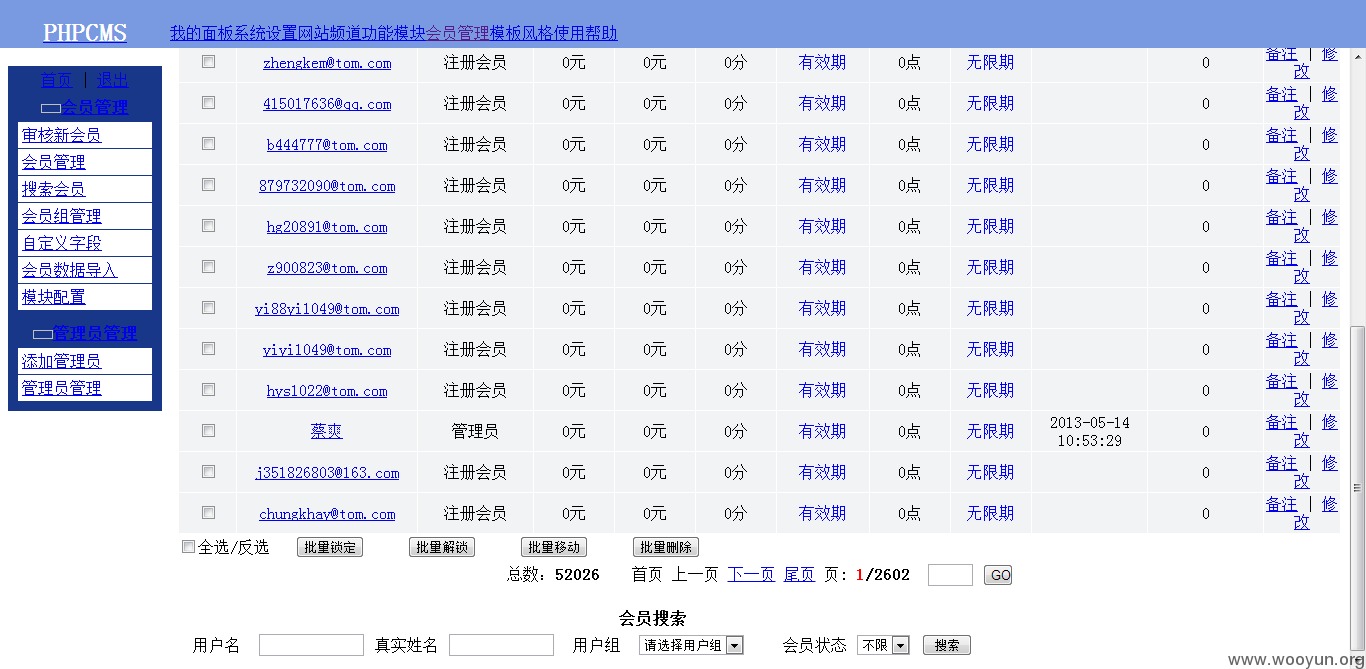 PHPCMS
我的面板系统设置网站频道功能模块会员管理模板风格使用帮助
首页 | 退出
会员管理
审核新会员
会员管理
搜索会员
会员组管理
自定义字段
会员数据导入
模块配置
管理员管理
添加管理员
管理员管理
zhengkem@tom.com 注册会员 0元 0元 0分 有效期 0点 无限期 0 备注 | 修改
415017636@qq.com 注册会员 0元 0元 0分 有效期 0点 无限期 0 备注 | 修改
b444777@tom.com 注册会员 0元 0元 0分 有效期 0点 无限期 0 备注 | 修改
879732090@tom.com 注册会员 0元 0元 0分 有效期 0点 无限期 0 备注 | 修改
hg20891@tom.com 注册会员 0元 0元 0分 有效期 0点 无限期 0 备注 | 修改
z900823@tom.com 注册会员 0元 0元 0分 有效期 0点 无限期 0 备注 | 修改
yi88yi1049@tom.com 注册会员 0元 0元 0分 有效期 0点 无限期 0 备注 | 修改
yiyi1049@tom.com 注册会员 0元 0元 0分 有效期 0点 无限期 0 备注 | 修改
hys1022@tom.com 注册会员 0元 0元 0分 有效期 0点 无限期 0 备注 | 修改
蔡爽 管理员 0元 0元 0分 有效期 0点 无限期 2013-05-14 10:53:29 0 备注 | 修改
j351826803@163.com 注册会员 0元 0元 0分 有效期 0点 无限期 0 备注 | 修改
chungkhay@tom.com 注册会员 0元 0元 0分 有效期 0点 无限期 0 备注 | 修改
全选/反选 批量锁定 批量解锁 批量移动 批量删除
总数：52026 首页 上一页 下一页 尾页 页: 1/2602 GO
会员搜索
用户名 真实姓名 用户组 请选择用户组 会员状态 不限 搜索
www.wooyun.org